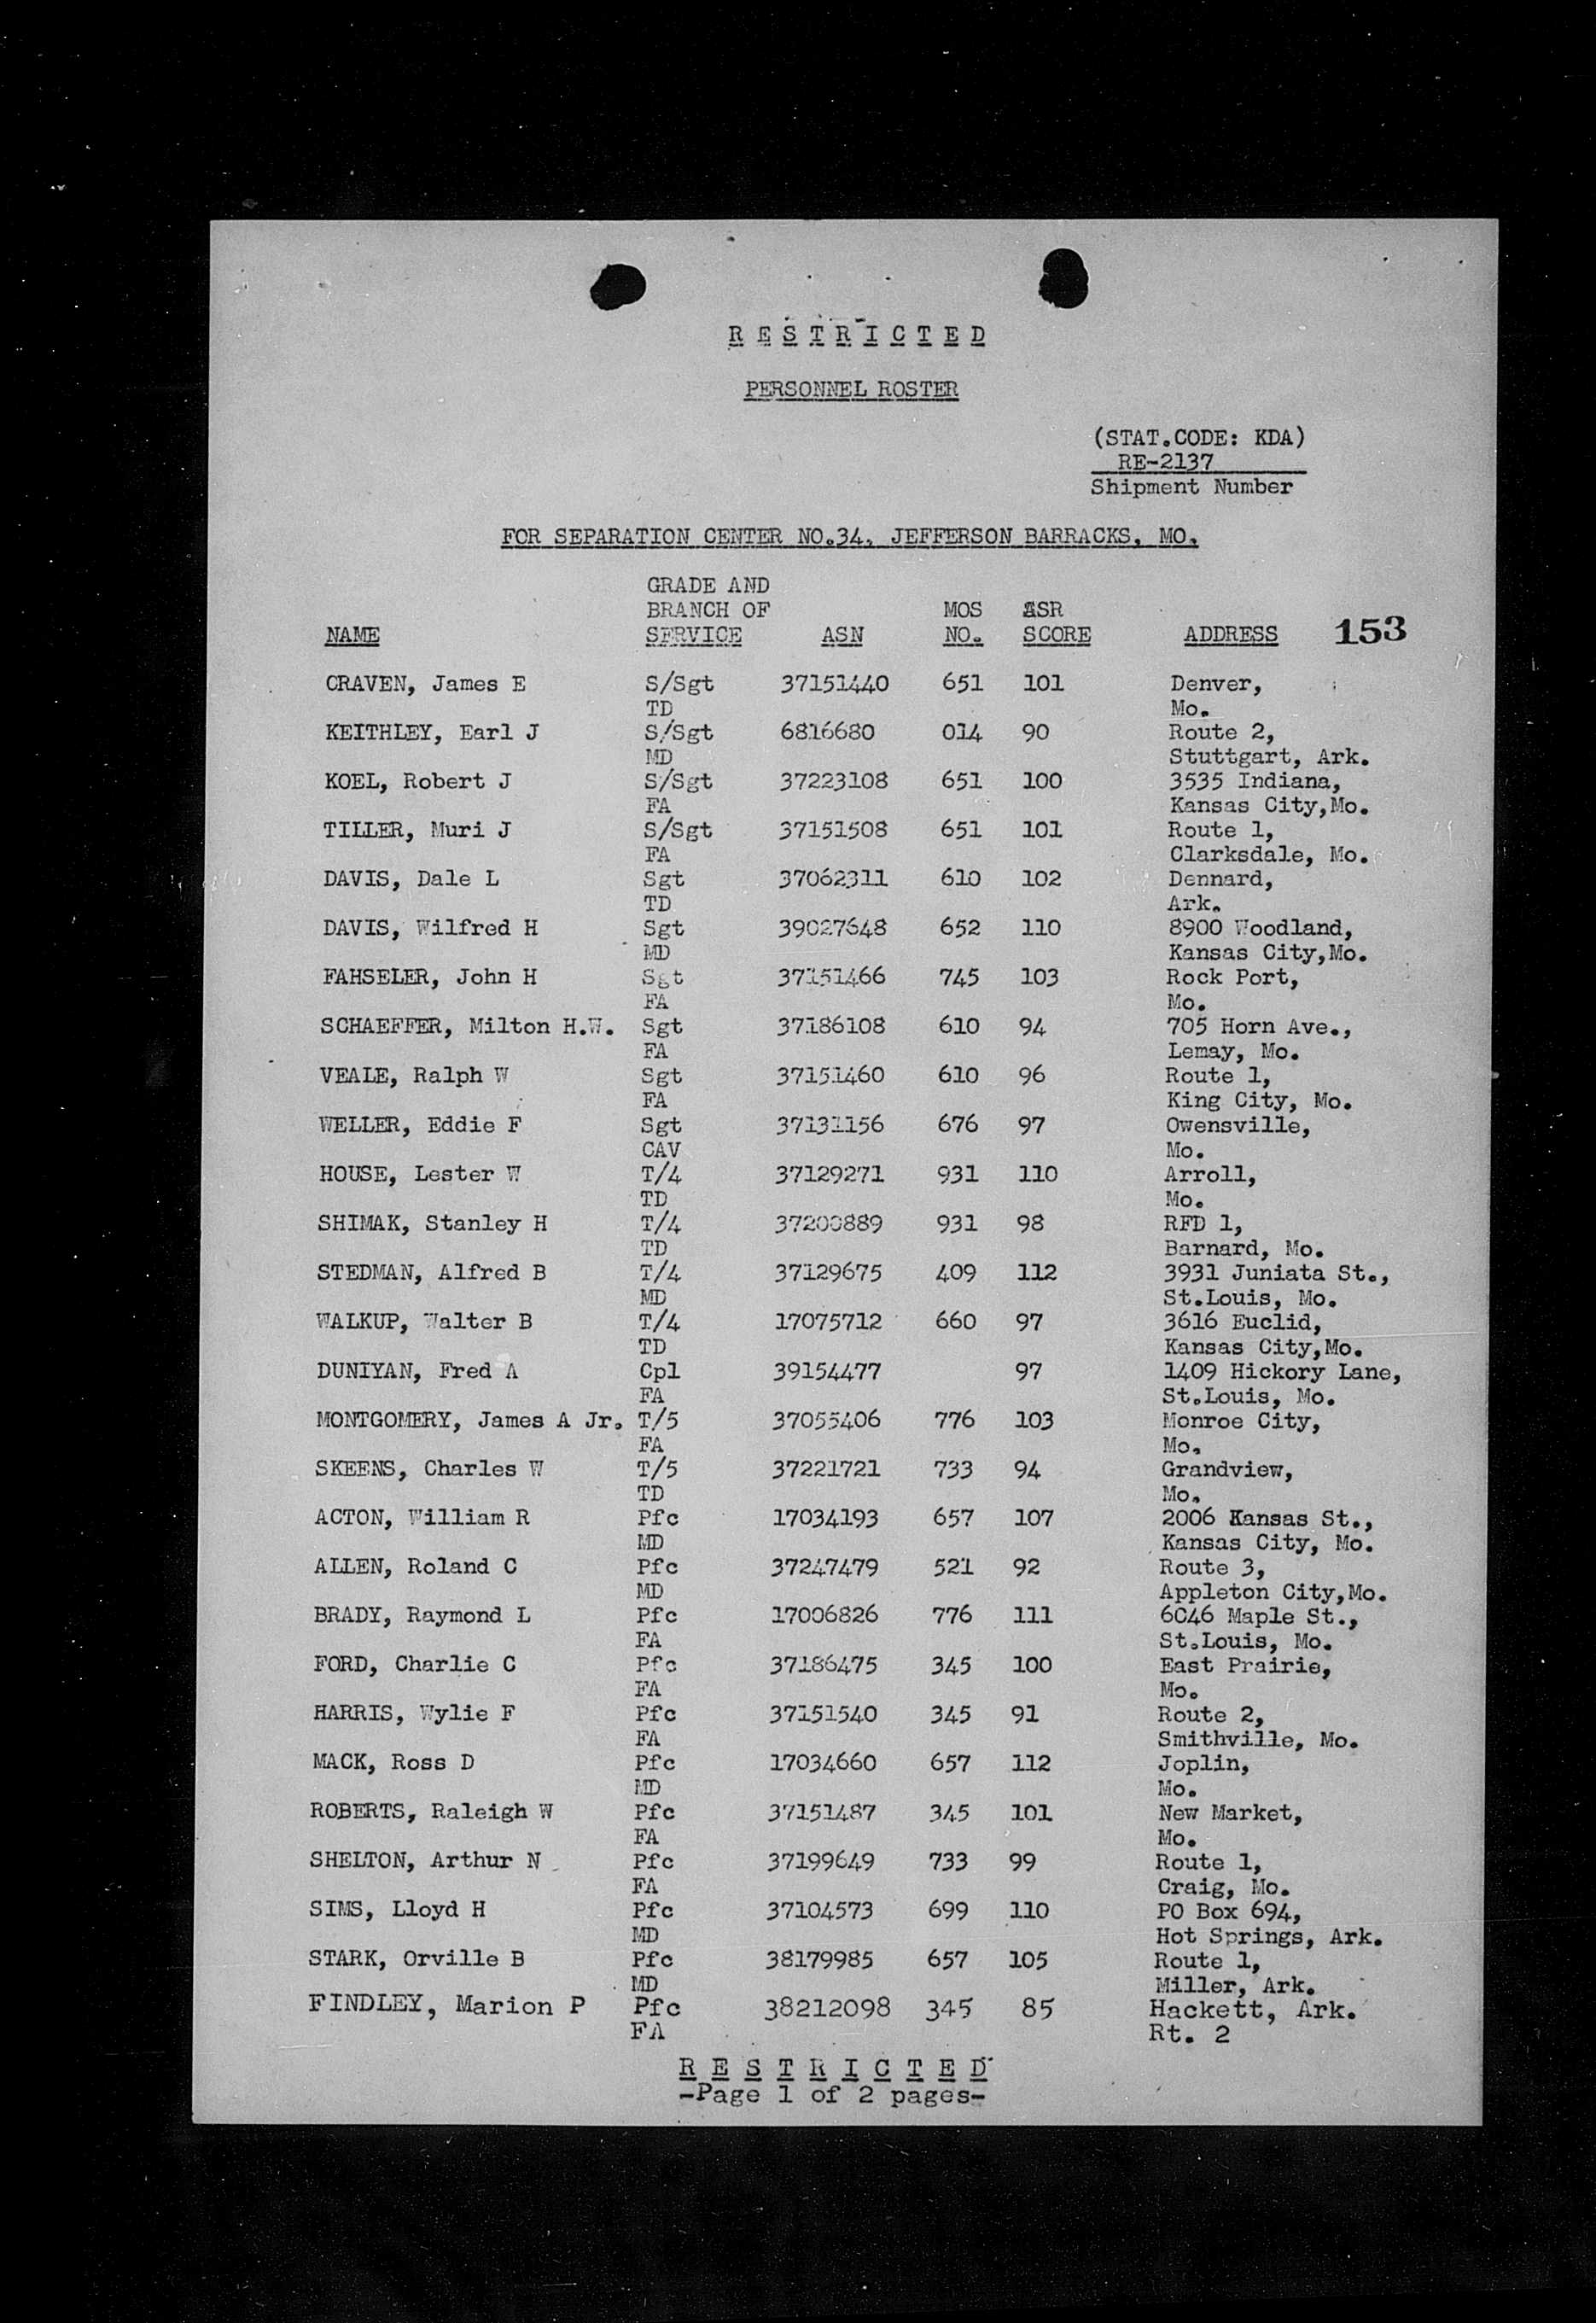 RESTRICTED
PERSONNEL ROSTER
(STAT.CODE: KDA)
RE-2137
Shipment Number
FOR SEPARATION CENTER NO.34, JEFFERSON BARRACKS, MO.
GRADE AND
BRANCH OF MOS ASR
NAME SERVICE ASN NO. SCORE ADDRESS 153
CRAVEN, James E S/Sgt 37151440 651 101 Denver,
TD Mo.
KEITHLEY, Earl J S/Sgt 6816680 014 90 Route 2,
MD Stuttgart, Ark.
KOEL, Robert J S/Sgt 37223108 651 100 3535 Indiana,
FA Kansas City,Mo.
TILLER, Muri J S/Sgt 37151508 651 101 Route 1,
FA Clarksdale, Mo.
DAVIS, Dale L Sgt 37062311 610 102 Dennard,
TD Ark.
DAVIS, Wilfred H Sgt 39027648 652 110 8900 Woodland,
MD Kansas City,Mo.
FAHSELER, John H Sgt 37151466 745 103 Rock Port,
FA Mo.
SCHAEFFER, Milton H.W. Sgt 37186108 610 94 705 Horn Ave.,
FA Lemay, Mo.
VEALE, Ralph W Sgt 37151460 610 96 Route 1,
FA King City, Mo.
WELLER, Eddie F Sgt 37131156 676 97 Owensville,
CAV Mo.
HOUSE, Lester W T/4 37129271 931 110 Arroll,
TD Mo.
SHIMAK, Stanley H T/4 37200889 931 98 RFD 1,
TD Barnard, Mo.
STEDMAN, Alfred B T/4 37129675 409 112 3931 Juniata St.,
MD St.Louis, Mo.
WALKUP, Walter B T/4 17075712 660 97 3616 Euclid,
TD Kansas City,Mo.
DUNIYAN, Fred A Cpl 39154477 97 1409 Hickory Lane,
FA St.Louis, Mo.
MONTGOMERY, James A Jr. T/5 37055406 776 103 Monroe City,
FA Mo.
SKEENS, Charles W T/5 37221721 733 94 Grandview,
TD Mo.
ACTON, William R Pfc 17034193 657 107 2006 Kansas St.,
MD Kansas City, Mo.
ALLEN, Roland C Pfc 37247479 521 92 Route 3,
MD Appleton City,Mo.
BRADY, Raymond L Pfc 17006826 776 111 6046 Maple St.,
FA St.Louis, Mo.
FORD, Charlie C Pfc 37186475 345 100 East Prairie,
FA Mo.
HARRIS, Wylie F Pfc 37151540 345 91 Route 2,
FA Smithville, Mo.
MACK, Ross D Pfc 17034660 657 112 Joplin,
MD Mo.
ROBERTS, Raleigh W Pfc 37151487 345 101 New Market,
FA Mo.
SHELTON, Arthur N Pfc 37199649 733 99 Route 1,
FA Craig, Mo.
SIMS, Lloyd H Pfc 37104573 699 110 PO Box 694,
MD Hot Springs, Ark.
STARK, Orville B Pfc 38179985 657 105 Route 1,
MD Miller, Ark.
FINDLEY, Marion P Pfc 38212098 345 85 Hackett, Ark.
FA Rt. 2
RESTRICTED
-Page 1 of 2 pages-